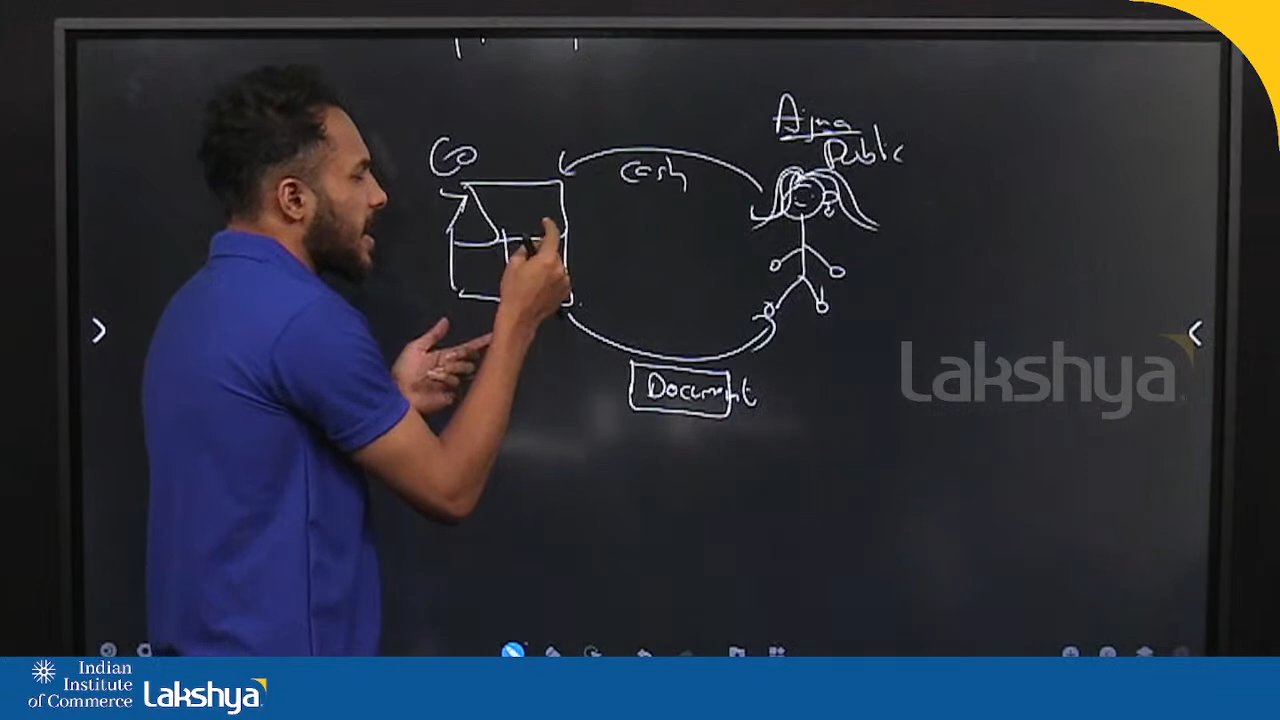 Co
cash
Ajna
Public
Document
Lakshya
Indian
Institute
of Commerce
Lakshya